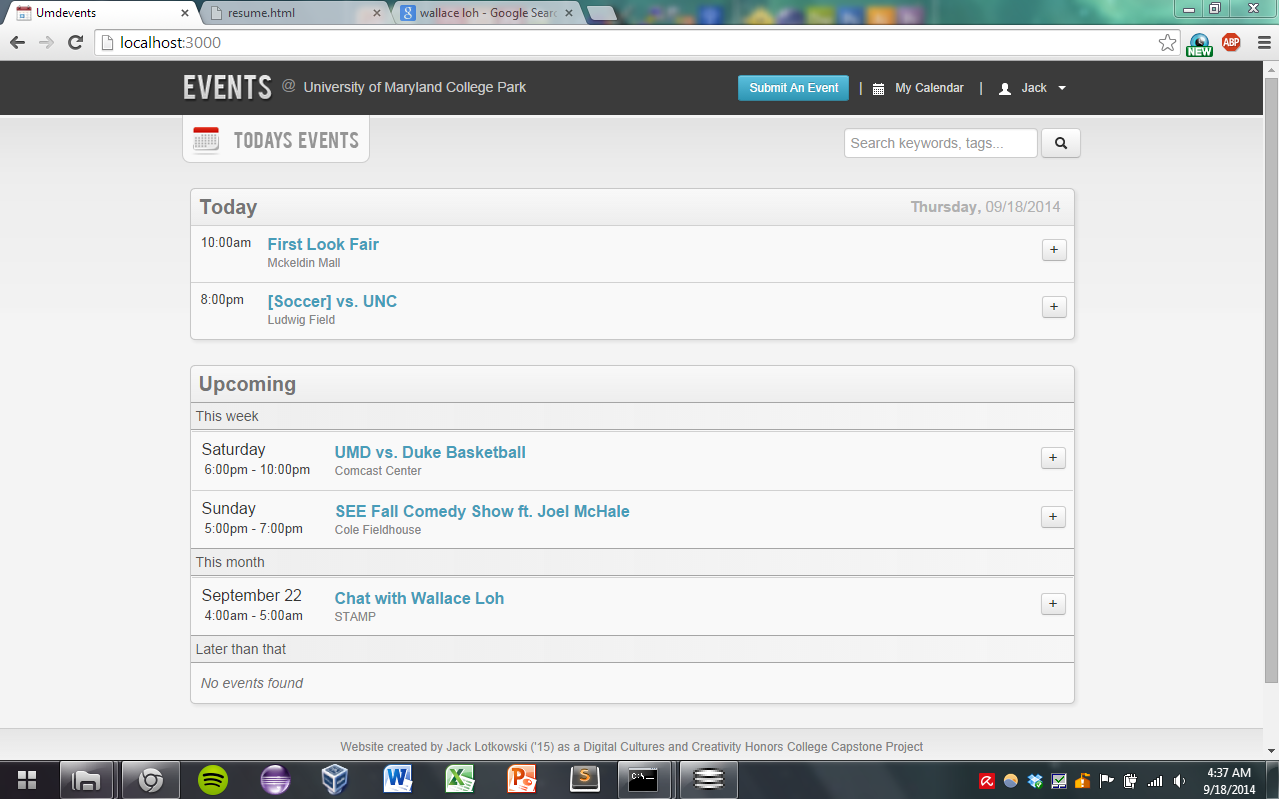 Umdevents
resume.html
wallace loh - Google Sear
localhost:3000
NEW
ABP
EVENTS @ University of Maryland College Park
Submit An Event | My Calendar | Jack
TODAYS EVENTS
Search keywords, tags...
Today
Thursday, 09/18/2014
10:00am
First Look Fair
Mckeldin Mall
+
8:00pm
[Soccer] vs. UNC
Ludwig Field
+
Upcoming
This week
Saturday
6:00pm - 10:00pm
UMD vs. Duke Basketball
Comcast Center
+
Sunday
5:00pm - 7:00pm
SEE Fall Comedy Show ft. Joel McHale
Cole Fieldhouse
+
This month
September 22
4:00am - 5:00am
Chat with Wallace Loh
STAMP
+
Later than that
No events found
Website created by Jack Lotkowski ('15) as a Digital Cultures and Creativity Honors College Capstone Project
4:37 AM
9/18/2014